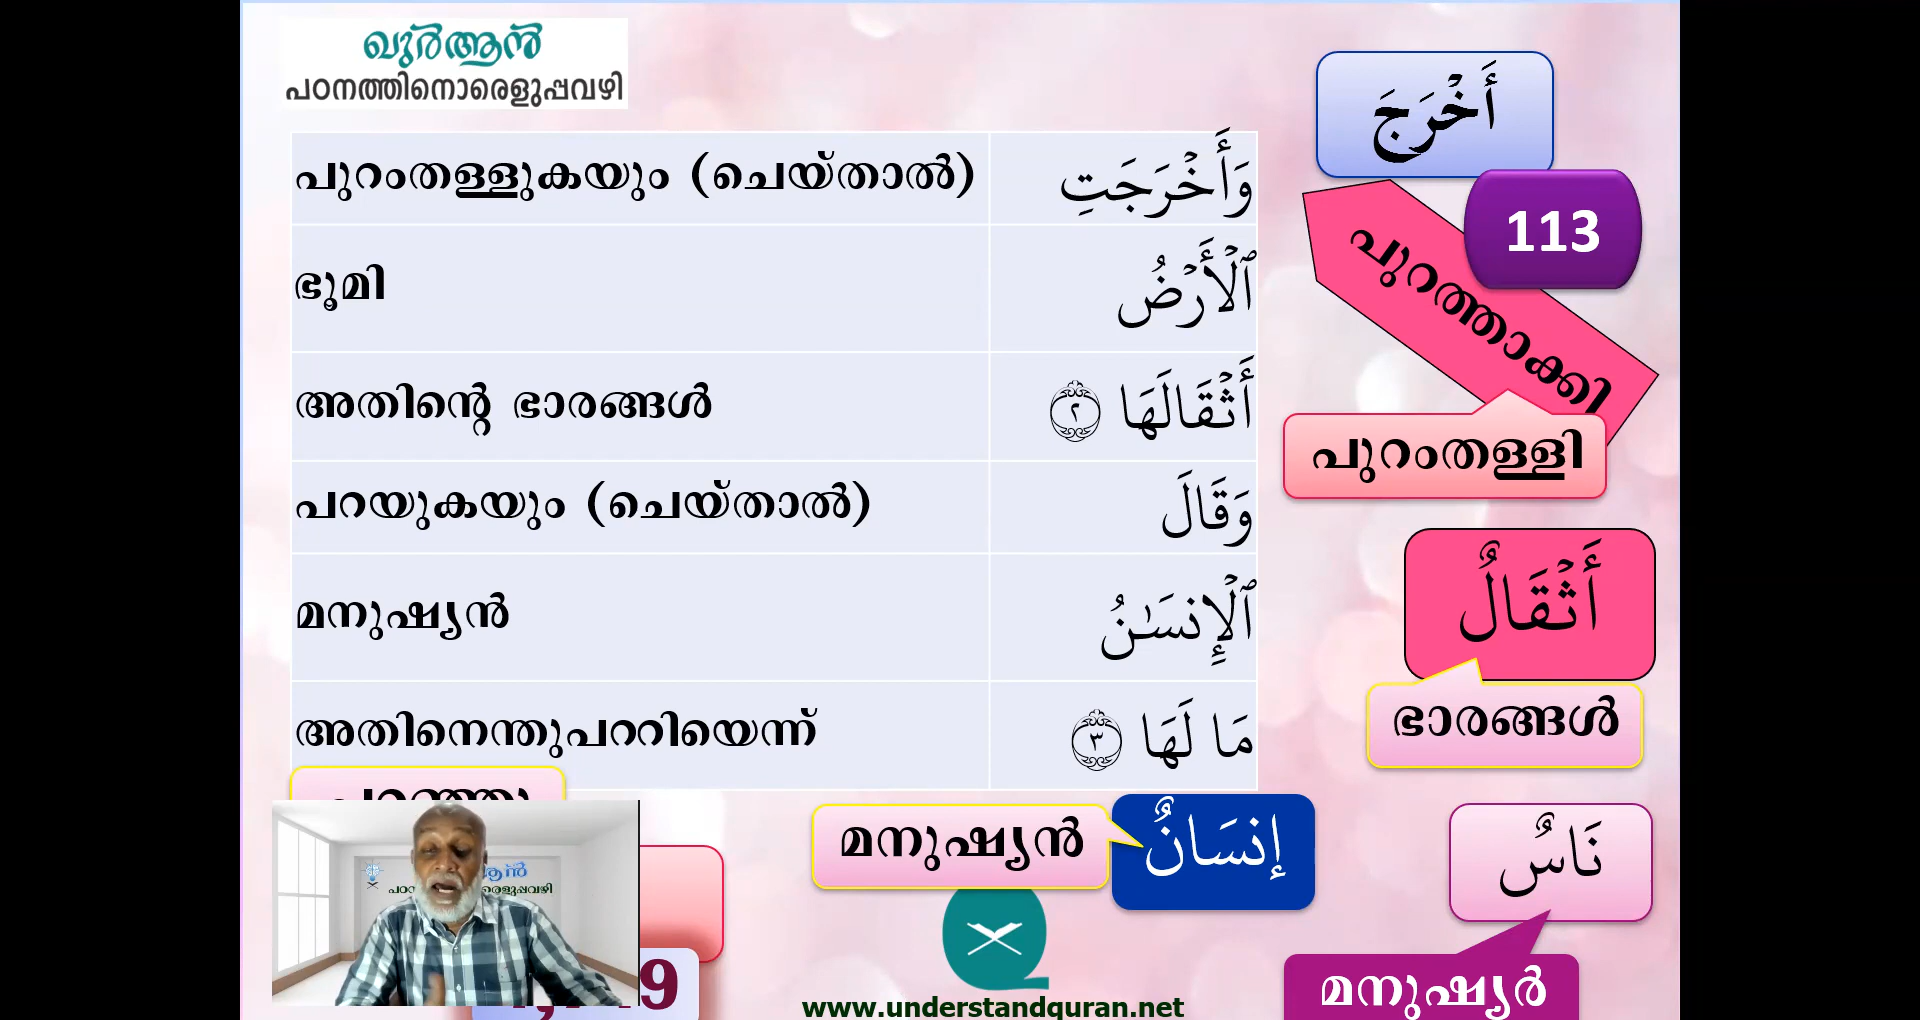 ഖുർആൻ
പഠനത്തിനൊരെളുപ്പവഴി
أَخْرَجَ
113
പുറത്താക്കി
പുറംതള്ളി
പുറംതള്ളുകയും (ചെയ്താൽ)
وَأَخْرَجَتِ
ഭൂമി
ٱلْأَرْضُ
അതിന്റെ ഭാരങ്ങൾ
أَثْقَالَهَا ٢
പറയുകയും (ചെയ്താൽ)
وَقَالَ
മനുഷ്യൻ
ٱلْإِنسَٰنُ
അതിനെന്തുപററിയെന്ന്
مَا لَهَا ٣
أَثْقَالٌ
ഭാരങ്ങൾ
മനുഷ്യൻ
إِنسَانٌ
نَاسٌ
മനുഷ്യർ
www.understandquran.net